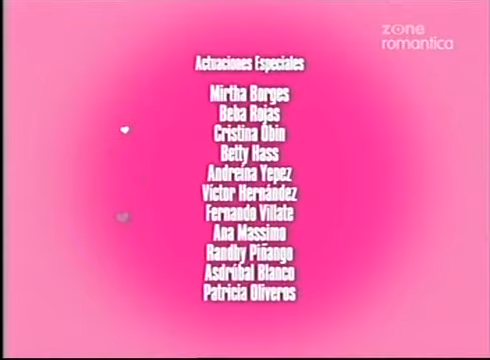 zone
romantica
Actuaciones Especiales
Mirtha Borges
Beba Rojas
Cristina Obin
Betty Hass
Andreína Yepez
Víctor Hernández
Fernando Villate
Ana Massimo
Randby Piñango
Asdrúbal Blanco
Patricia Oliveros